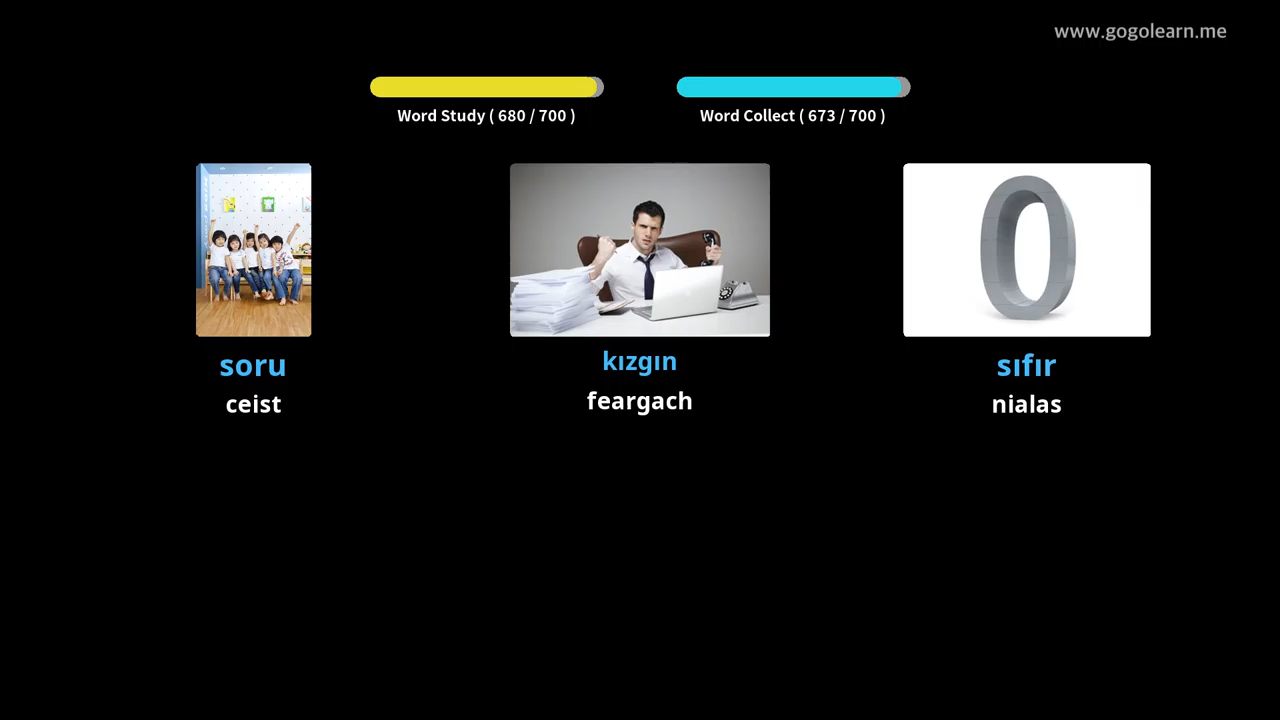 www.gogolearn.me
Word Study ( 680 / 700 )
Word Collect ( 673 / 700 )
soru
kızgın
sıfır
ceist
feargach
nialas